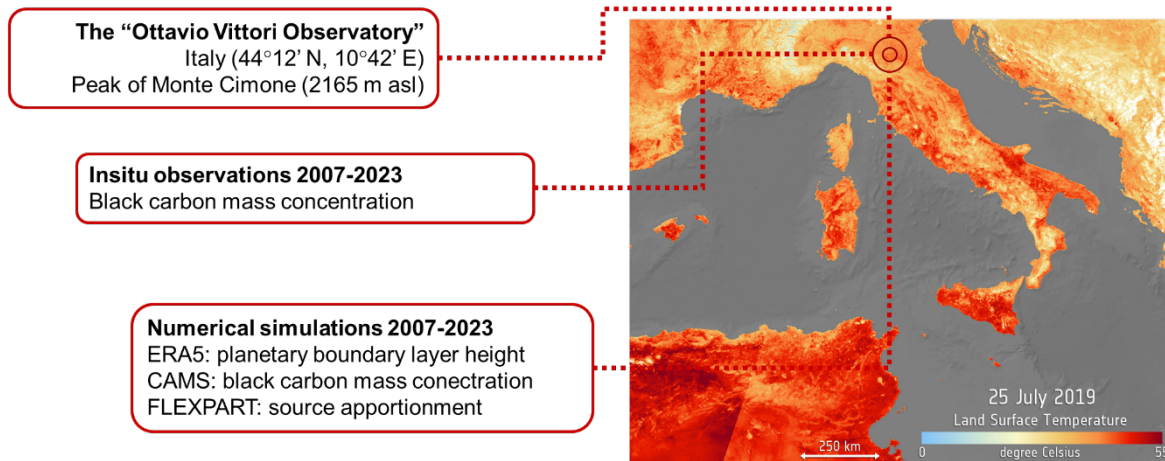 The “Ottavio Vittori Observatory”
Italy (44°12’ N, 10°42’ E)
Peak of Monte Cimone (2165 m asl)
Insitu observations 2007-2023
Black carbon mass concentration
Numerical simulations 2007-2023
ERA5: planetary boundary layer height
CAMS: black carbon mass conectration
FLEXPART: source apportionment
25 July 2019
Land Surface Temperature
250 km
0 degree Celsius 55